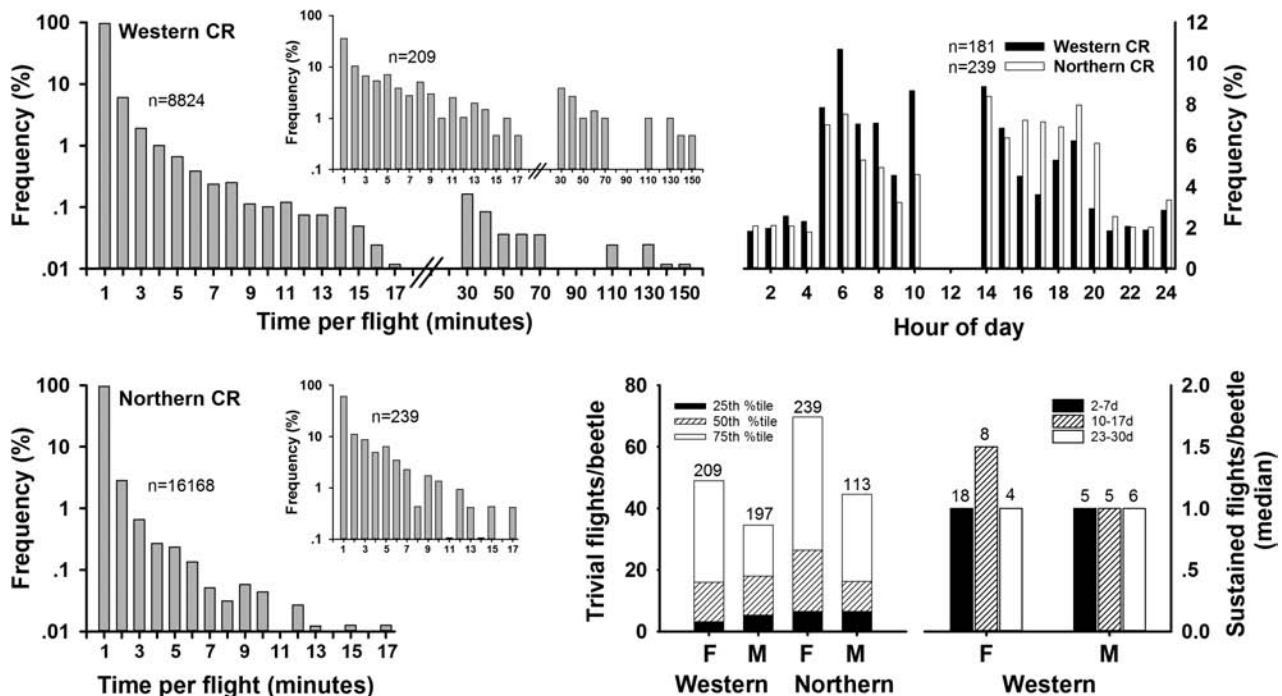 Western CR
n=8824
Frequency (%)
100
10
1
.1
.01
1 3 5 7 9 11 13 15 17 30 50 70 90 110 130 150
Time per flight (minutes)
n=209
Frequency (%)
100
10
1
.1
1 3 5 7 9 11 13 15 17 30 50 70 90 110 130 150
n=181 Western CR
n=239 Northern CR
12
10
8
6
4
2
0
Frequency (%)
2 4 6 8 10 12 14 16 18 20 22 24
Hour of day
Northern CR
n=16168
Frequency (%)
100
10
1
.1
.01
1 3 5 7 9 11 13 15 17
Time per flight (minutes)
n=239
Frequency (%)
100
10
1
.1
1 3 5 7 9 11 13 15 17
Trivial flights/beetle
80
60
40
20
0
25th %tile
50th %tile
75th %tile
209 197 239 113
F M F M
Western Northern
2-7d
10-17d
23-30d
18 8 4 5 5 6
F M
Western
2.0
1.5
1.0
.5
0.0
Sustained flights/beetle
(median)